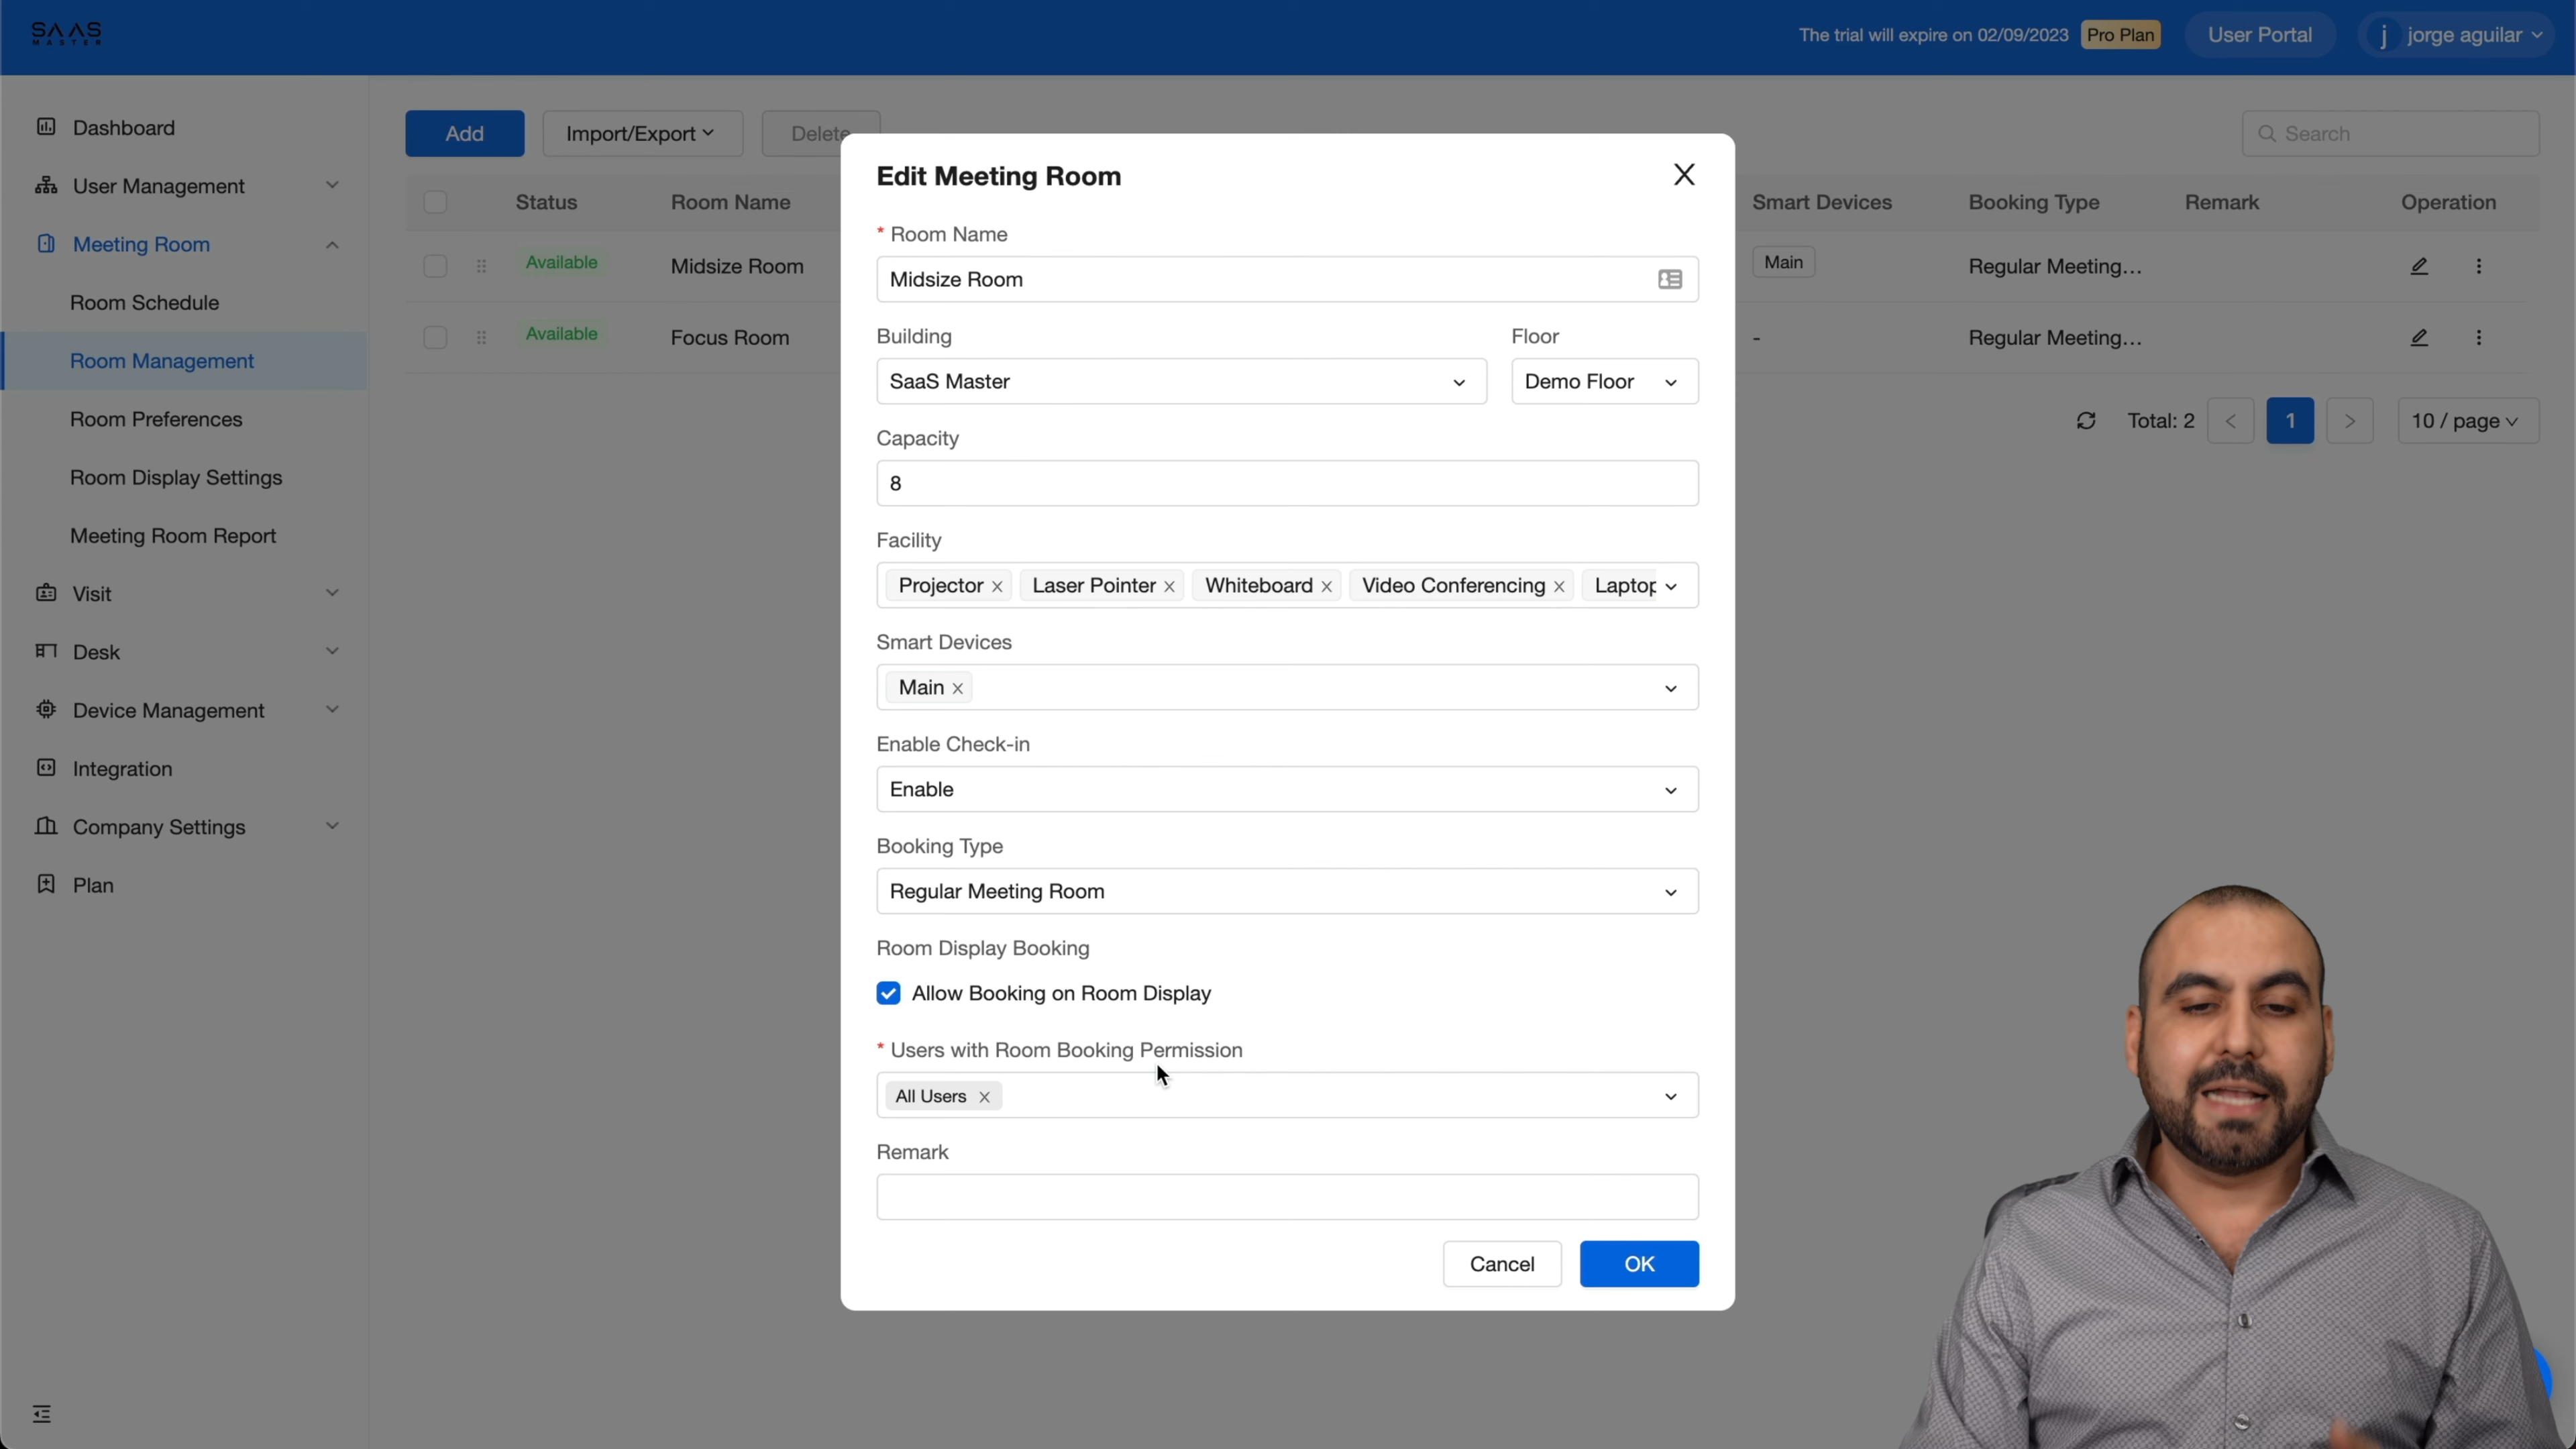 SAAS
MASTER
The trial will expire on 02/09/2023 Pro Plan User Portal j jorge aguilar
Dashboard
User Management
Meeting Room
Room Schedule
Room Management
Room Preferences
Room Display Settings
Meeting Room Report
Visit
Desk
Device Management
Integration
Company Settings
Plan
Add Import/Export Delete Search
Status Room Name Smart Devices Booking Type Remark Operation
Available Midsize Room Main Regular Meeting...
Available Focus Room - Regular Meeting...
Total: 2 < 1 > 10 / page
Edit Meeting Room
* Room Name
Midsize Room
Building Floor
SaaS Master Demo Floor
Capacity
8
Facility
Projector × Laser Pointer × Whiteboard × Video Conferencing × Laptop
Smart Devices
Main ×
Enable Check-in
Enable
Booking Type
Regular Meeting Room
Room Display Booking
Allow Booking on Room Display
* Users with Room Booking Permission
All Users ×
Remark
Cancel OK